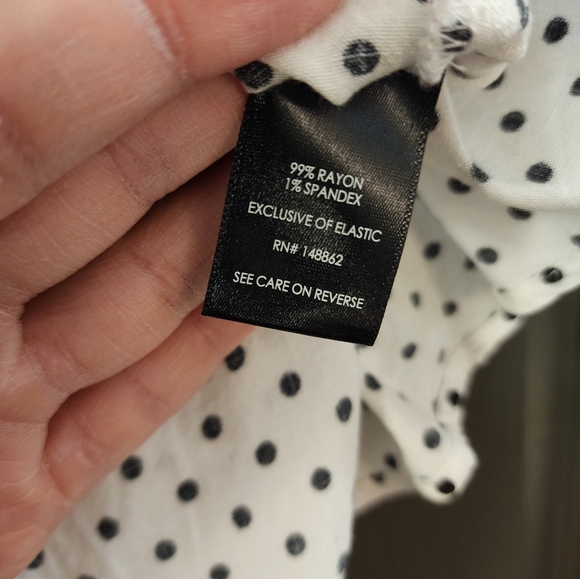 99% RAYON
1% SPANDEX
EXCLUSIVE OF ELASTIC
RN# 148862
SEE CARE ON REVERSE